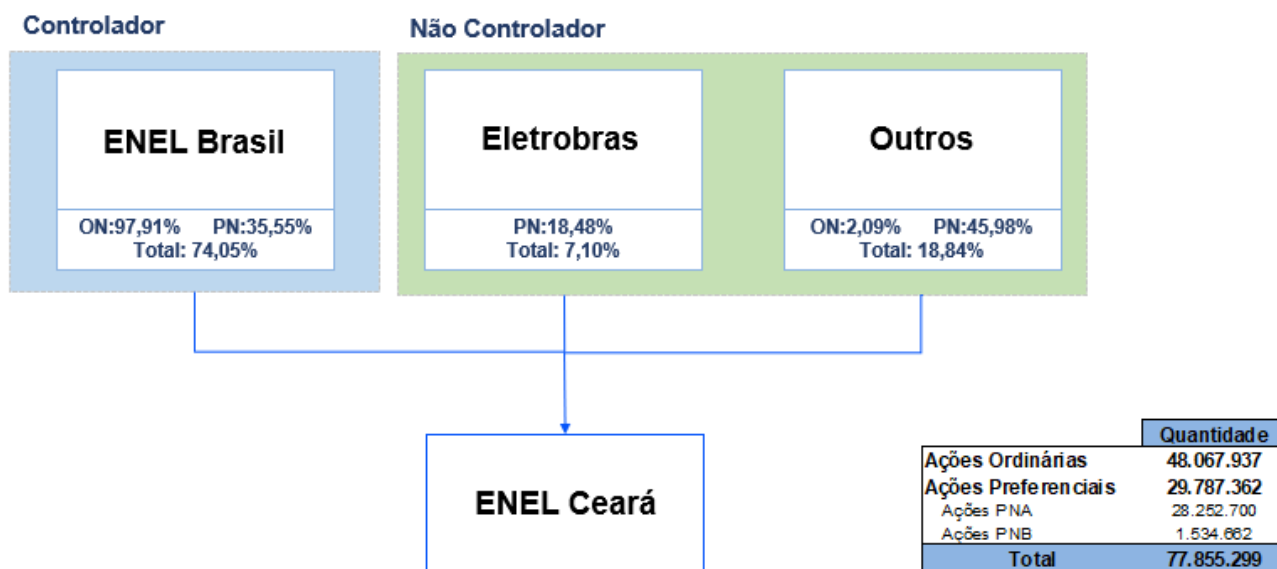 Controlador
Não Controlador
ENEL Brasil
ON:97,91% PN:35,55%
Total: 74,05%
Eletrobras
PN:18,48%
Total: 7,10%
Outros
ON:2,09% PN:45,98%
Total: 18,84%
ENEL Ceará
Quantidade
Ações Ordinárias 48.067.937
Ações Preferenciais 29.787.362
Ações PNA 28.252.700
Ações PNB 1.534.662
Total 77.855.299